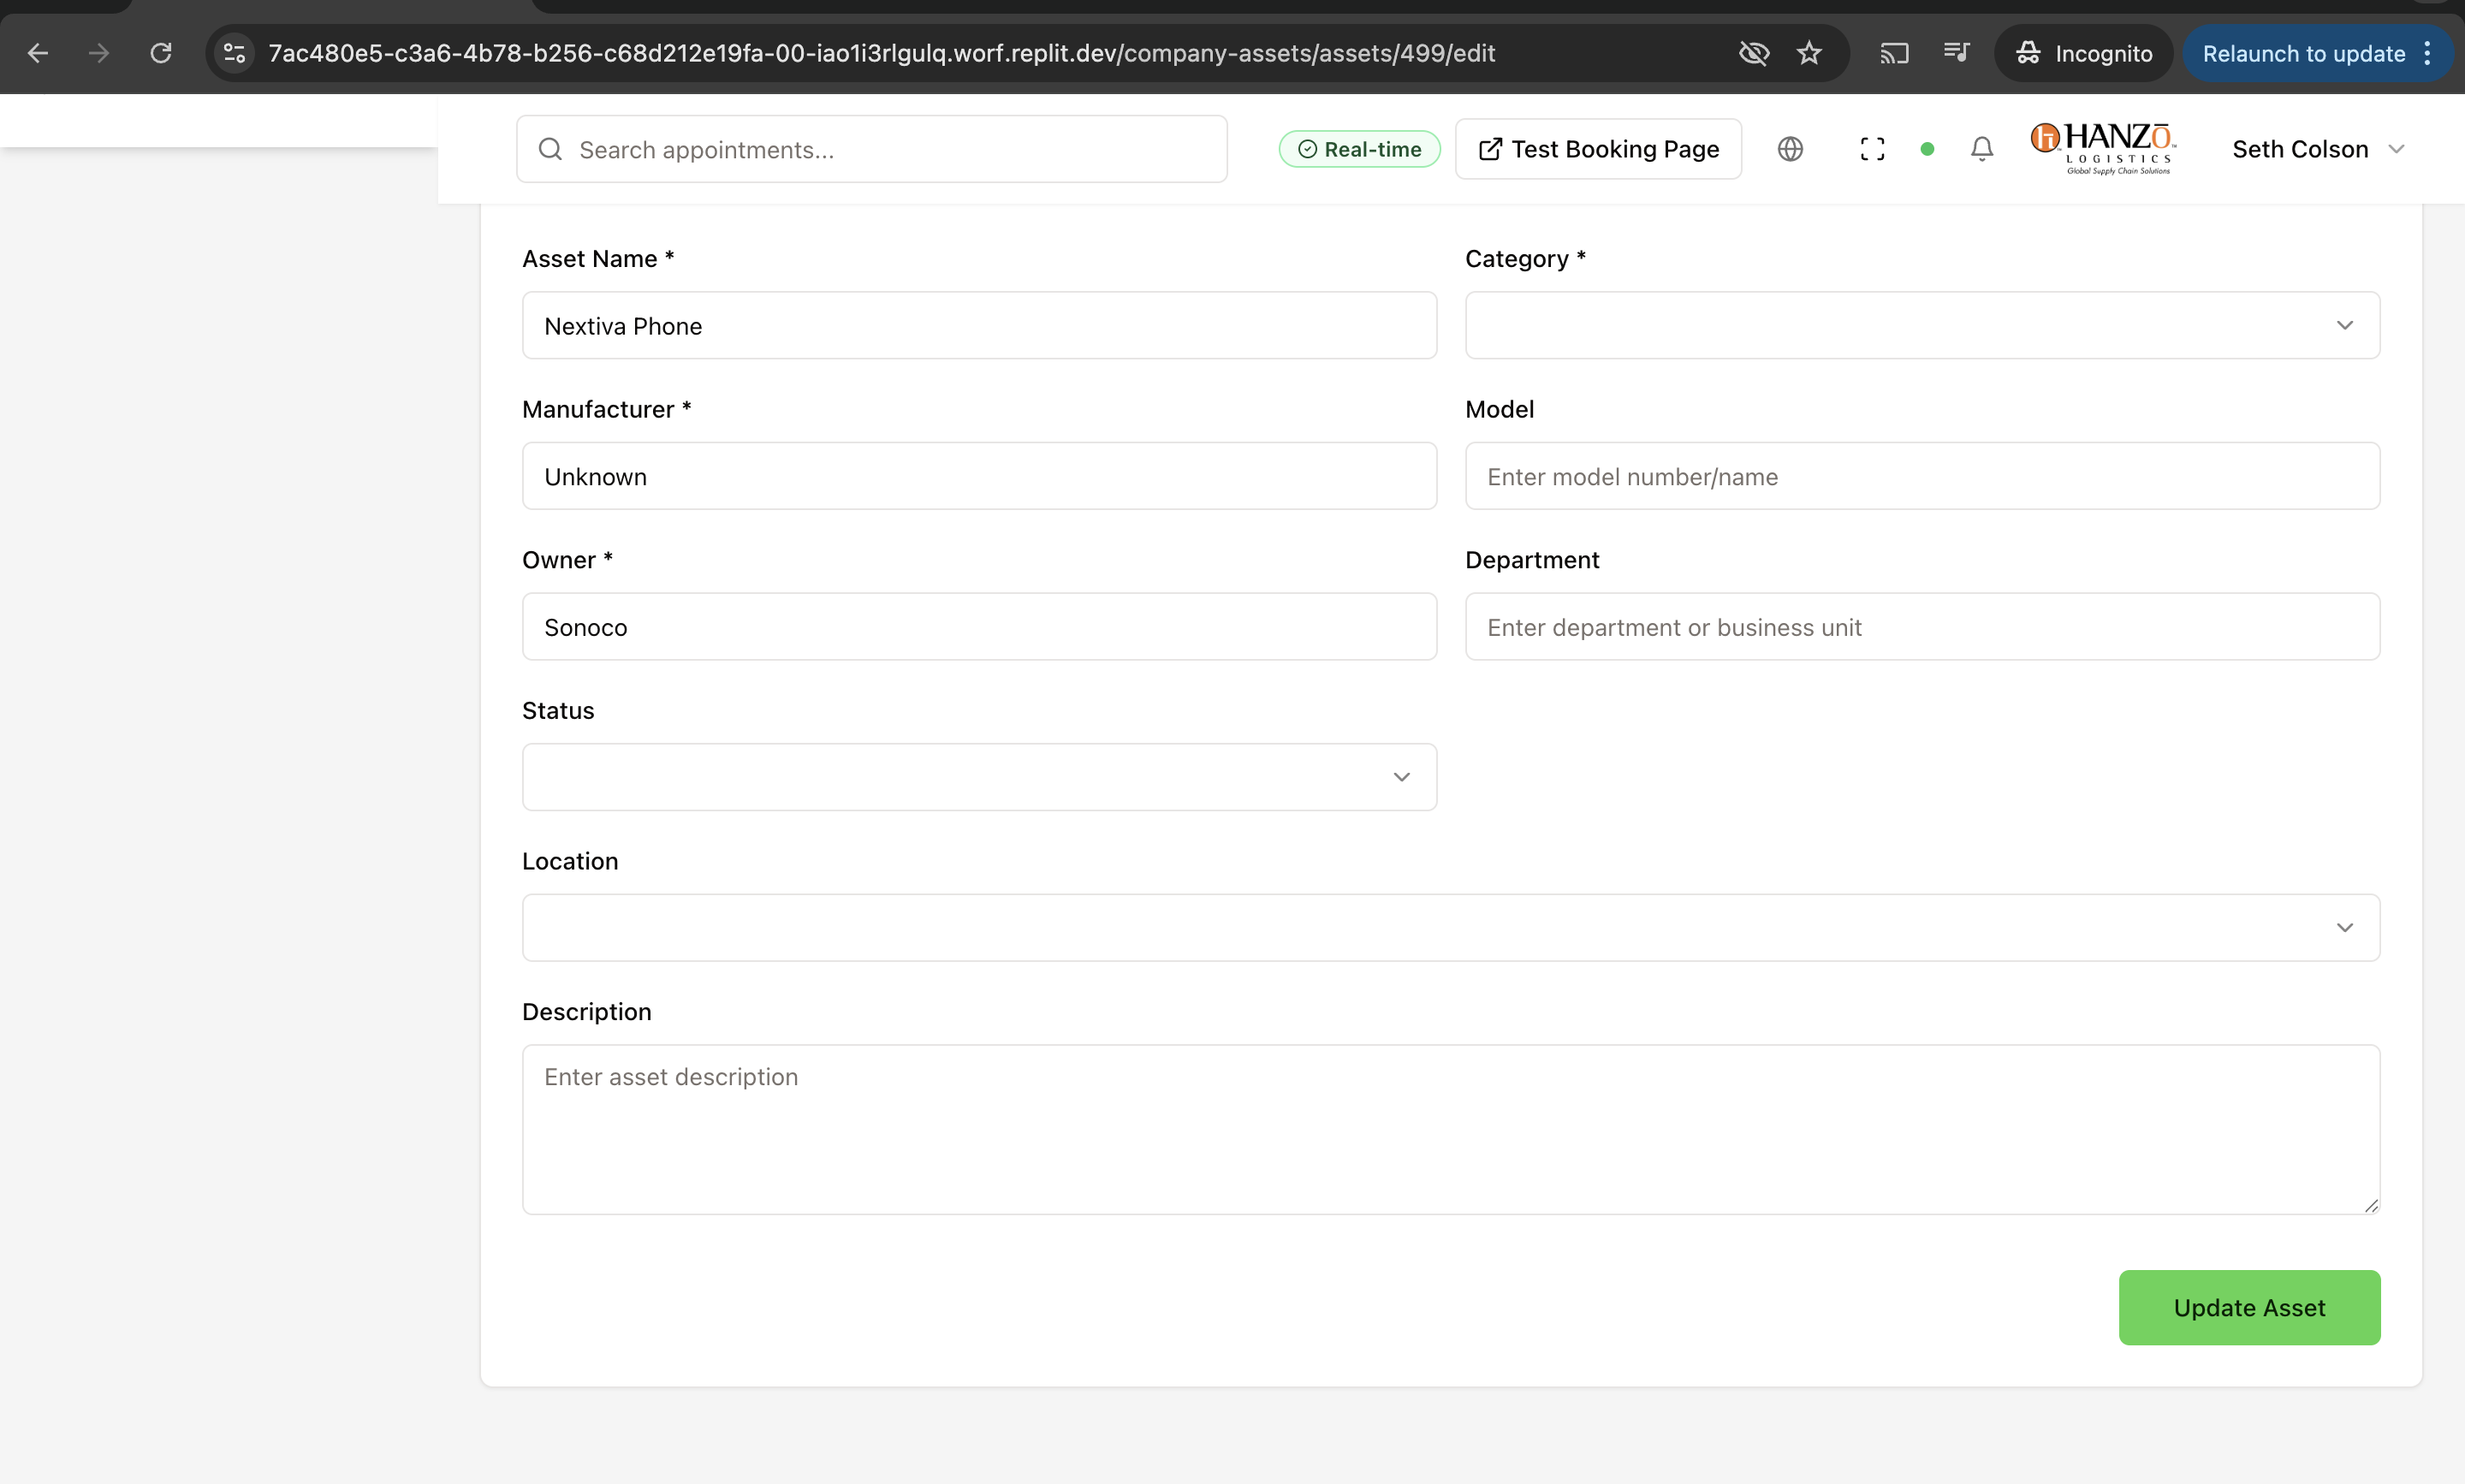 7ac480e5-c3a6-4b78-b256-c68d212e19fa-00-iao1i3rlgulq.worf.replit.dev/company-assets/assets/499/edit
Incognito
Relaunch to update
Search appointments...
Real-time
Test Booking Page
HANZŌ™
LOGISTICS
Global Supply Chain Solutions
Seth Colson
Asset Name *
Category *
Nextiva Phone
Manufacturer *
Model
Unknown
Enter model number/name
Owner *
Department
Sonoco
Enter department or business unit
Status
Location
Description
Enter asset description
Update Asset